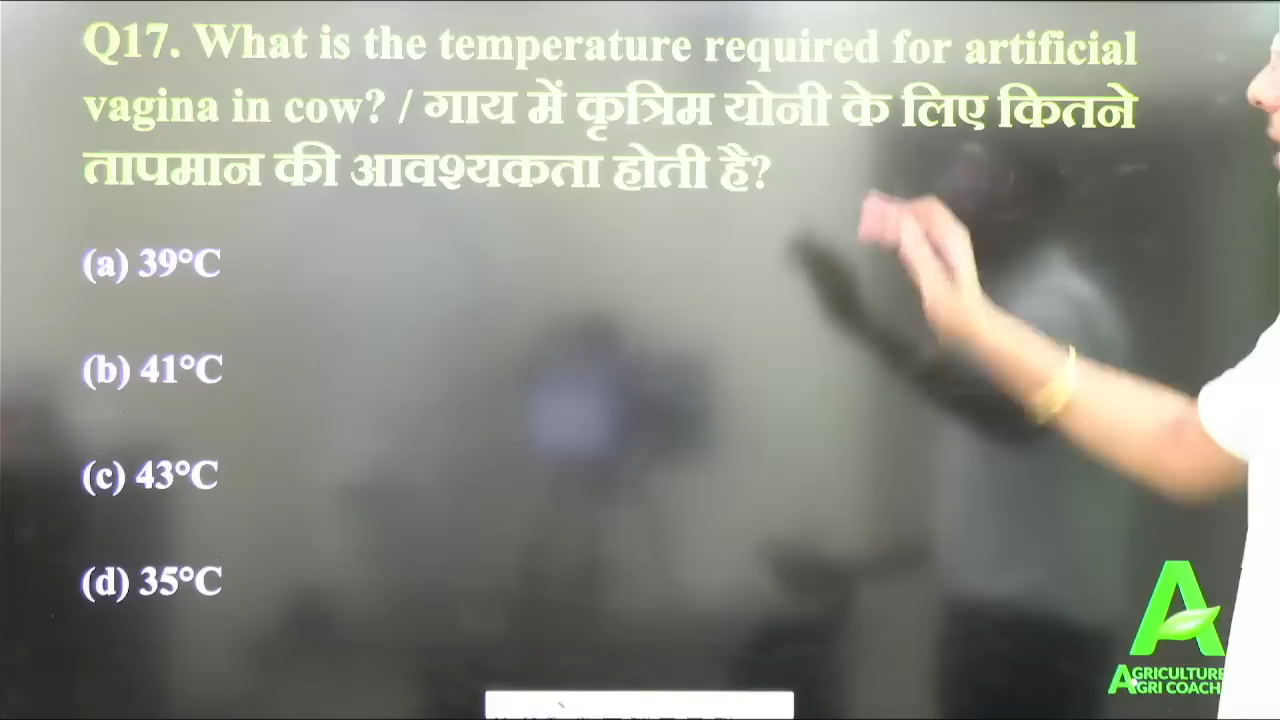 Q17. What is the temperature required for artificial
vagina in cow? / गाय में कृत्रिम योनी के लिए कितने
तापमान की आवश्यकता होती है?
(a) 39°C
(b) 41°C
(c) 43°C
(d) 35°C
A
AGRICULTURE
AGRI COACH